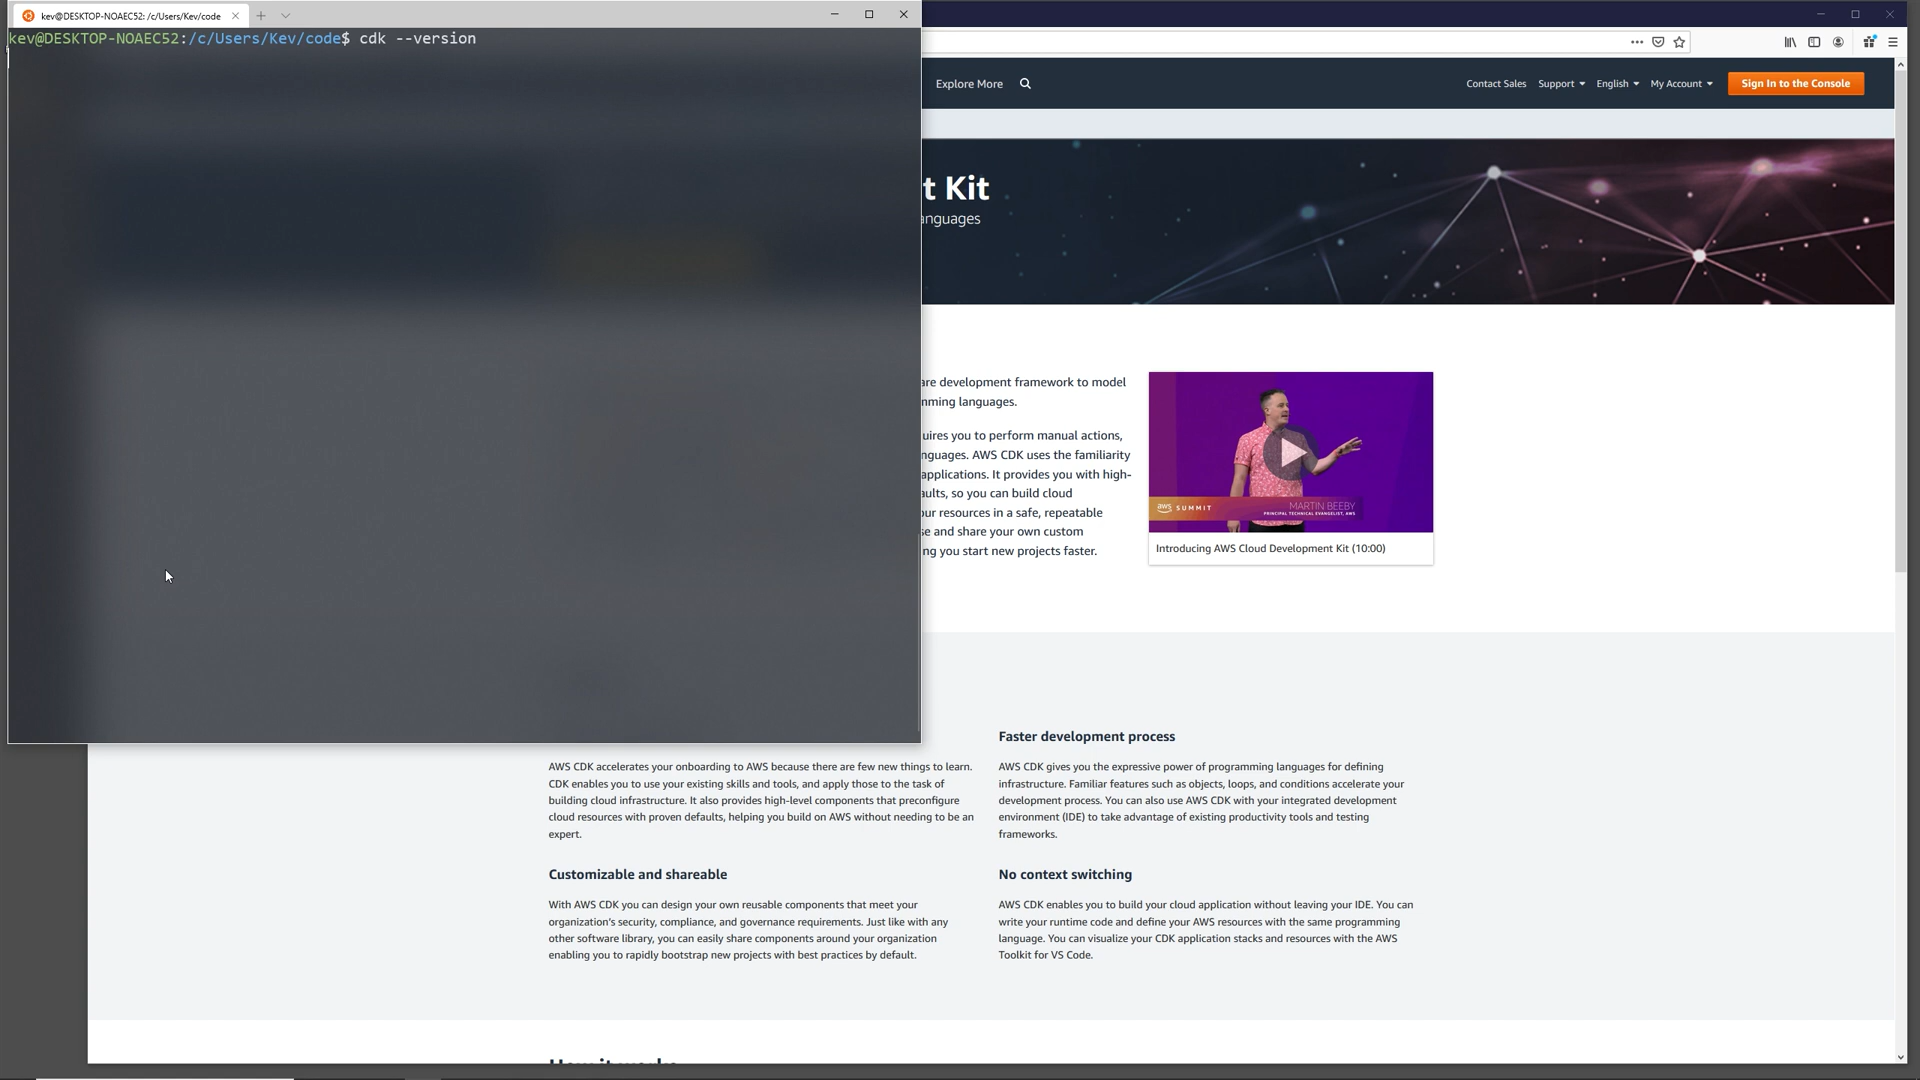 kev@DESKTOP-NOAEC52: /c/Users/Kev/code
kev@DESKTOP-NOAEC52:/c/Users/Kev/code$ cdk --version
Explore More
Contact Sales
Support
English
My Account
Sign In to the Console
t Kit
anguages
are development framework to model
ming languages.
uires you to perform manual actions,
nguages. AWS CDK uses the familiarity
applications. It provides you with high-
aults, so you can build cloud
ur resources in a safe, repeatable
se and share your own custom
ng you start new projects faster.
aws SUMMIT
MARTIN BEEBY
PRINCIPAL TECHNICAL EVANGELIST, AWS
Introducing AWS Cloud Development Kit (10:00)
AWS CDK accelerates your onboarding to AWS because there are few new things to learn.
CDK enables you to use your existing skills and tools, and apply those to the task of
building cloud infrastructure. It also provides high-level components that preconfigure
cloud resources with proven defaults, helping you build on AWS without needing to be an
expert.
Faster development process
AWS CDK gives you the expressive power of programming languages for defining
infrastructure. Familiar features such as objects, loops, and conditions accelerate your
development process. You can also use AWS CDK with your integrated development
environment (IDE) to take advantage of existing productivity tools and testing
frameworks.
Customizable and shareable
With AWS CDK you can design your own reusable components that meet your
organization's security, compliance, and governance requirements. Just like with any
other software library, you can easily share components around your organization
enabling you to rapidly bootstrap new projects with best practices by default.
No context switching
AWS CDK enables you to build your cloud application without leaving your IDE. You can
write your runtime code and define your AWS resources with the same programming
language. You can visualize your CDK application stacks and resources with the AWS
Toolkit for VS Code.
How it works